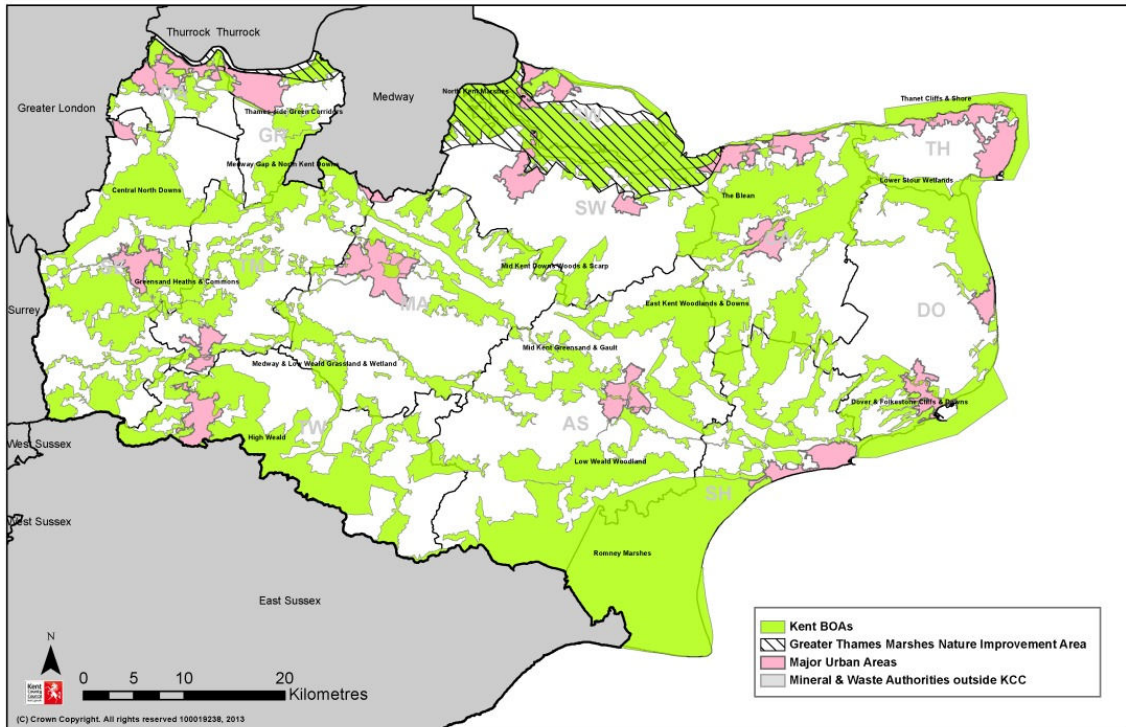 Thurrock Thurrock
Greater London
Medway
North Kent Marshes
Thanet Cliffs & Shore
Thames-side Green Corridors
GR
SW
TH
Medway Gap & North Kent Downs
Lower Stour Wetlands
Central North Downs
The Blean
SW
TM
Mid Kent Downs Woods & Scarp
Greensand Heaths & Commons
MA
East Kent Woodlands & Downs
DO
Surrey
Mid Kent Greensand & Gault
Medway & Low Weald Grassland & Wetland
Dover & Folkestone Cliffs & Downs
TW
AS
High Weald
West Sussex
Low Weald Woodland
SH
West Sussex
Romney Marshes
East Sussex
N
Kent BOAs
Greater Thames Marshes Nature Improvement Area
Major Urban Areas
Mineral & Waste Authorities outside KCC
0 5 10 20
Kilometres
Kent
County
Council
(C) Crown Copyright. All rights reserved 100019238, 2013